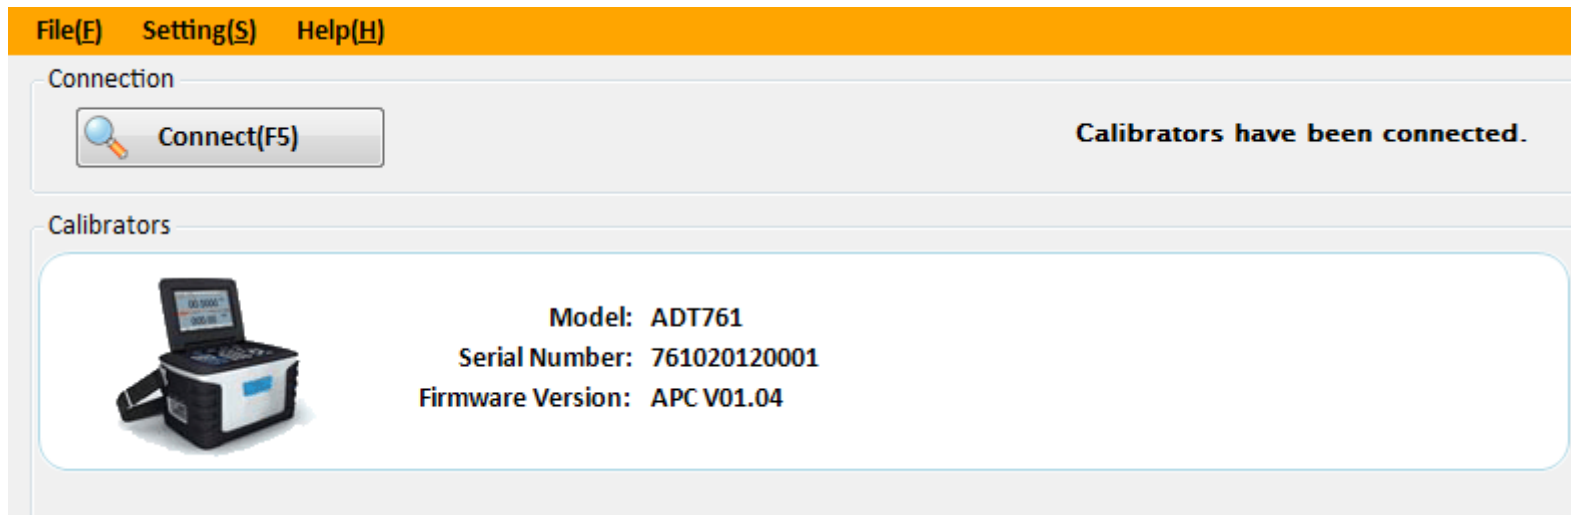 File(F) Setting(S) Help(H)
Connection
Connect(F5)
Calibrators have been connected.
Calibrators
Model: ADT761
Serial Number: 761020120001
Firmware Version: APC V01.04